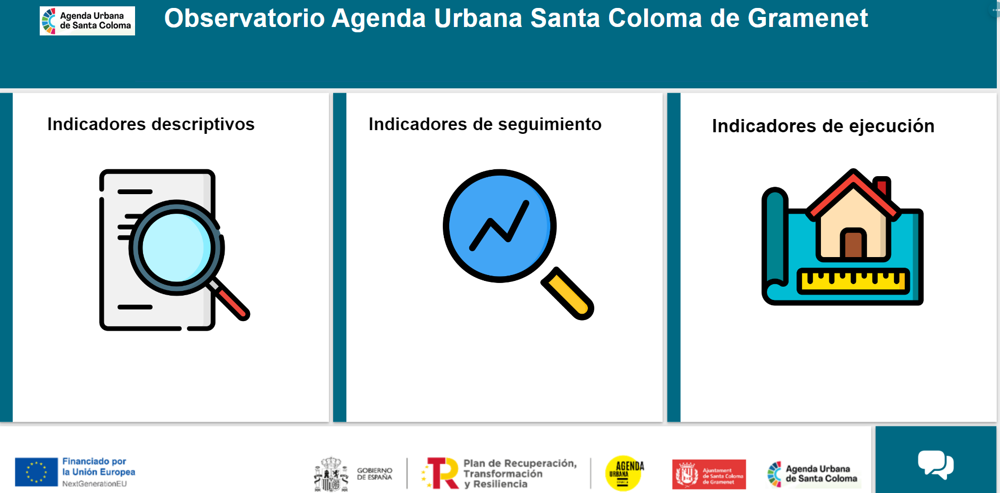 Agenda Urbana
de Santa Coloma
Observatorio Agenda Urbana Santa Coloma de Gramenet
Indicadores descriptivos
Indicadores de seguimiento
Indicadores de ejecución
Financiado por
la Unión Europea
NextGenerationEU
GOBIERNO
DE ESPAÑA
Plan de Recuperación,
Transformación
y Resiliencia
AGENDA
URBANA
Ajuntament
de Santa Coloma
de Gramenet
Agenda Urbana
de Santa Coloma